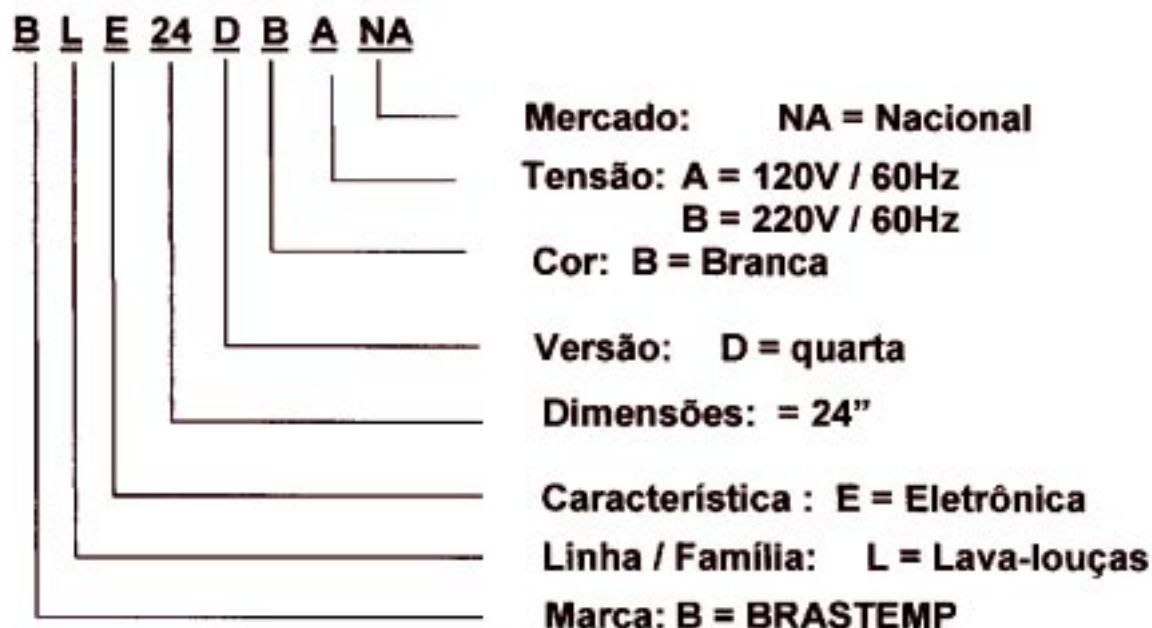 B L E 24 D B A NA
Mercado: NA = Nacional
Tensão: A = 120V / 60Hz
B = 220V / 60Hz
Cor: B = Branca
Versão: D = quarta
Dimensões: = 24”
Característica : E = Eletrônica
Linha / Família: L = Lava-louças
Marca: B = BRASTEMP